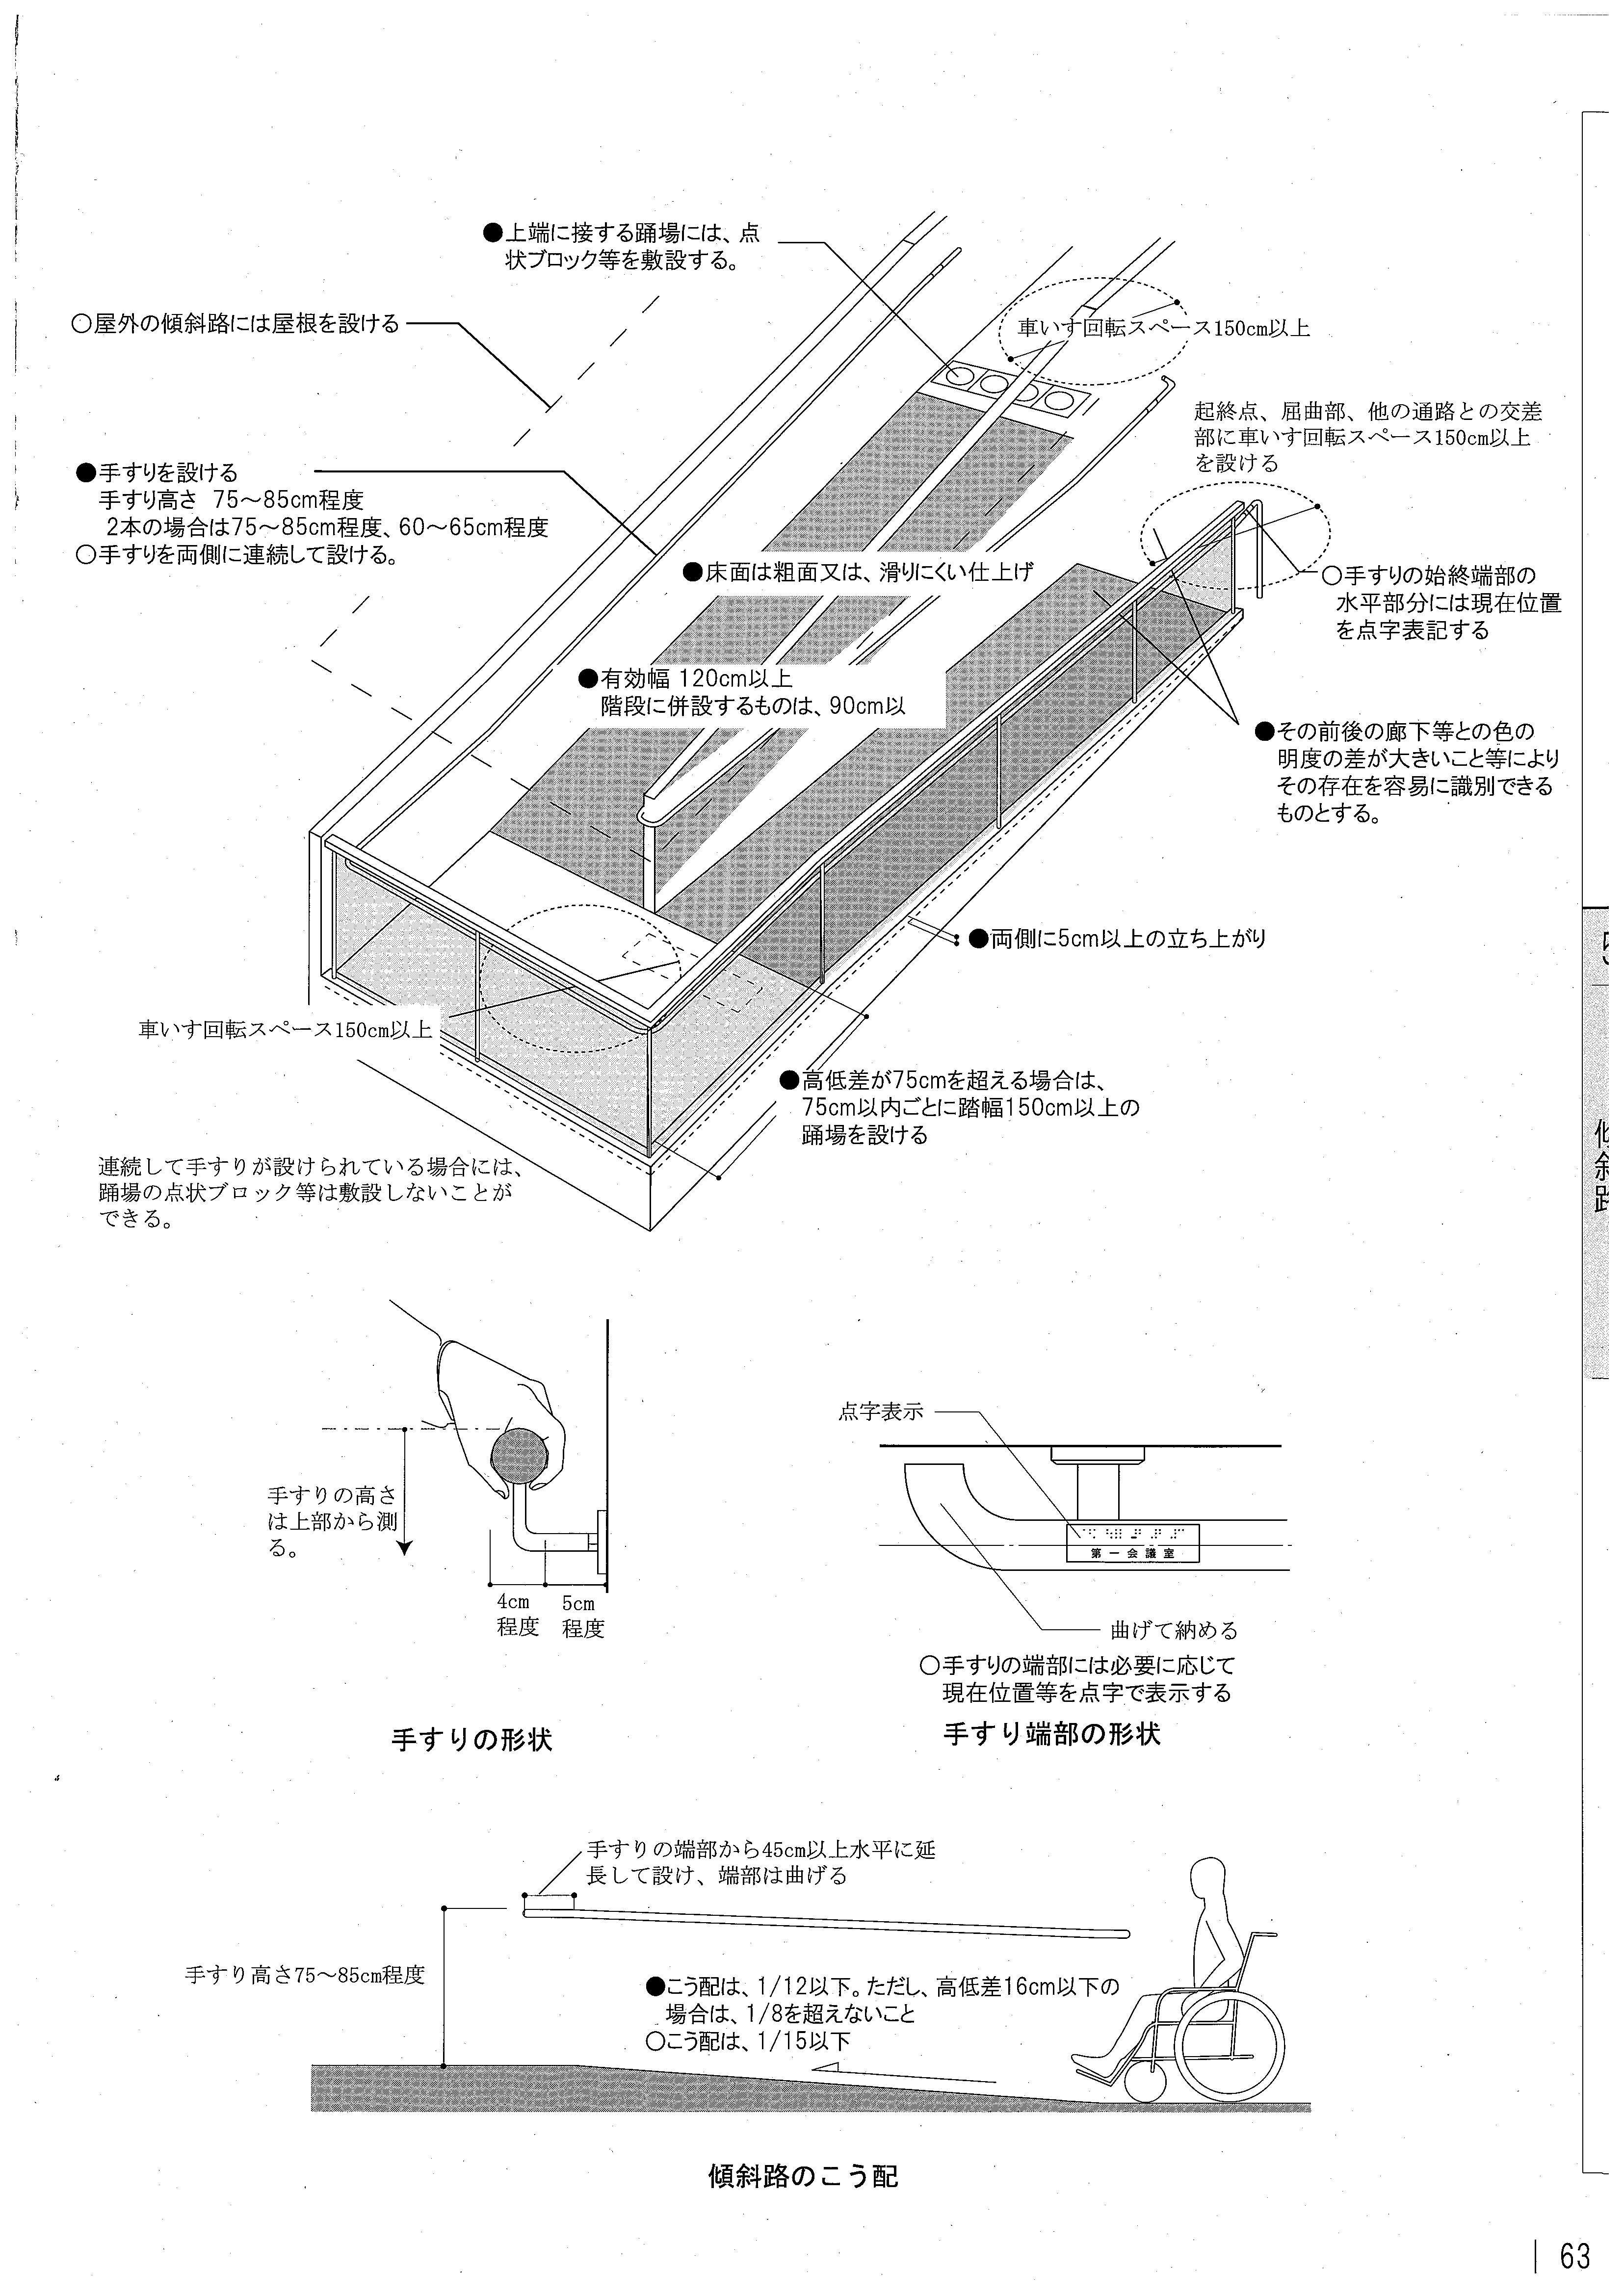 ●上端に接する踊場には、点
状ブロック等を敷設する。
○屋外の傾斜路には屋根を設ける
車いす回転スペース150cm以上
起終点、屈曲部、他の通路との交差
部に車いす回転スペース150cm以上
を設ける
●手すりを設ける
手すり高さ 75～85cm程度
2本の場合は75～85cm程度、60～65cm程度
○手すりを両側に連続して設ける。
●床面は粗面又は、滑りにくい仕上げ
○手すりの始終端部の
水平部分には現在位置
を点字表記する
●有効幅 120cm以上
階段に併設するものは、90cm以
●その前後の廊下等との色の
明度の差が大きいこと等により
その存在を容易に識別できる
ものとする。
●両側に5cm以上の立ち上がり
車いす回転スペース150cm以上
●高低差が75cmを超える場合は、
75cm以内ごとに踏幅150cm以上の
踊場を設ける
連続して手すりが設けられている場合には、
踊場の点状ブロック等は敷設しないことが
できる。
傾斜路
手すりの高さ
は上部から測
る。
4cm
程度
5cm
程度
手すりの形状
点字表示
第一会議室
曲げて納める
○手すりの端部には必要に応じて
現在位置等を点字で表示する
手すり端部の形状
手すりの端部から45cm以上水平に延
長して設け、端部は曲げる
手すり高さ75～85cm程度
●こう配は、1/12以下。ただし、高低差16cm以下の
場合は、1/8を超えないこと
○こう配は、1/15以下
傾斜路のこう配
63